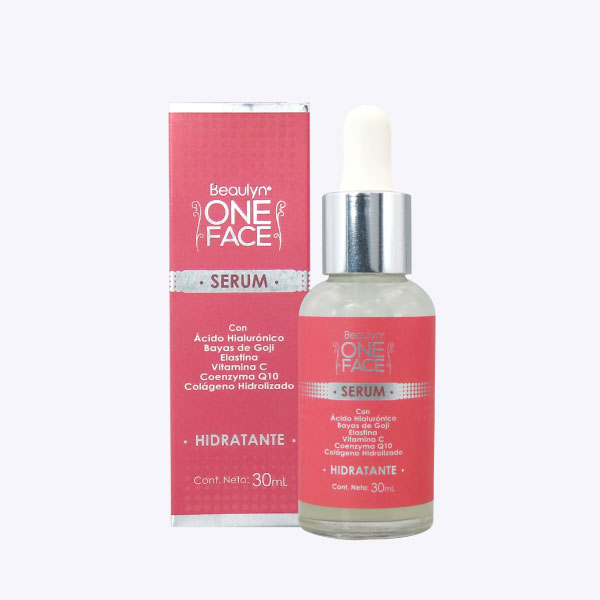 Beaulyn®
ONE
FACE
· SERUM ·
Con
Ácido Hialurónico
Bayas de Goji
Elastina
Vitamina C
Coenzyma Q10
Colágeno Hidrolizado
· HIDRATANTE ·
Cont. Neto: 30mL
Beaulyn®
ONE
FACE
· SERUM ·
Con
Ácido Hialurónico
Bayas de Goji
Elastina
Vitamina C
Coenzyma Q10
Colágeno Hidrolizado
· HIDRATANTE ·
Cont. Neto: 30mL